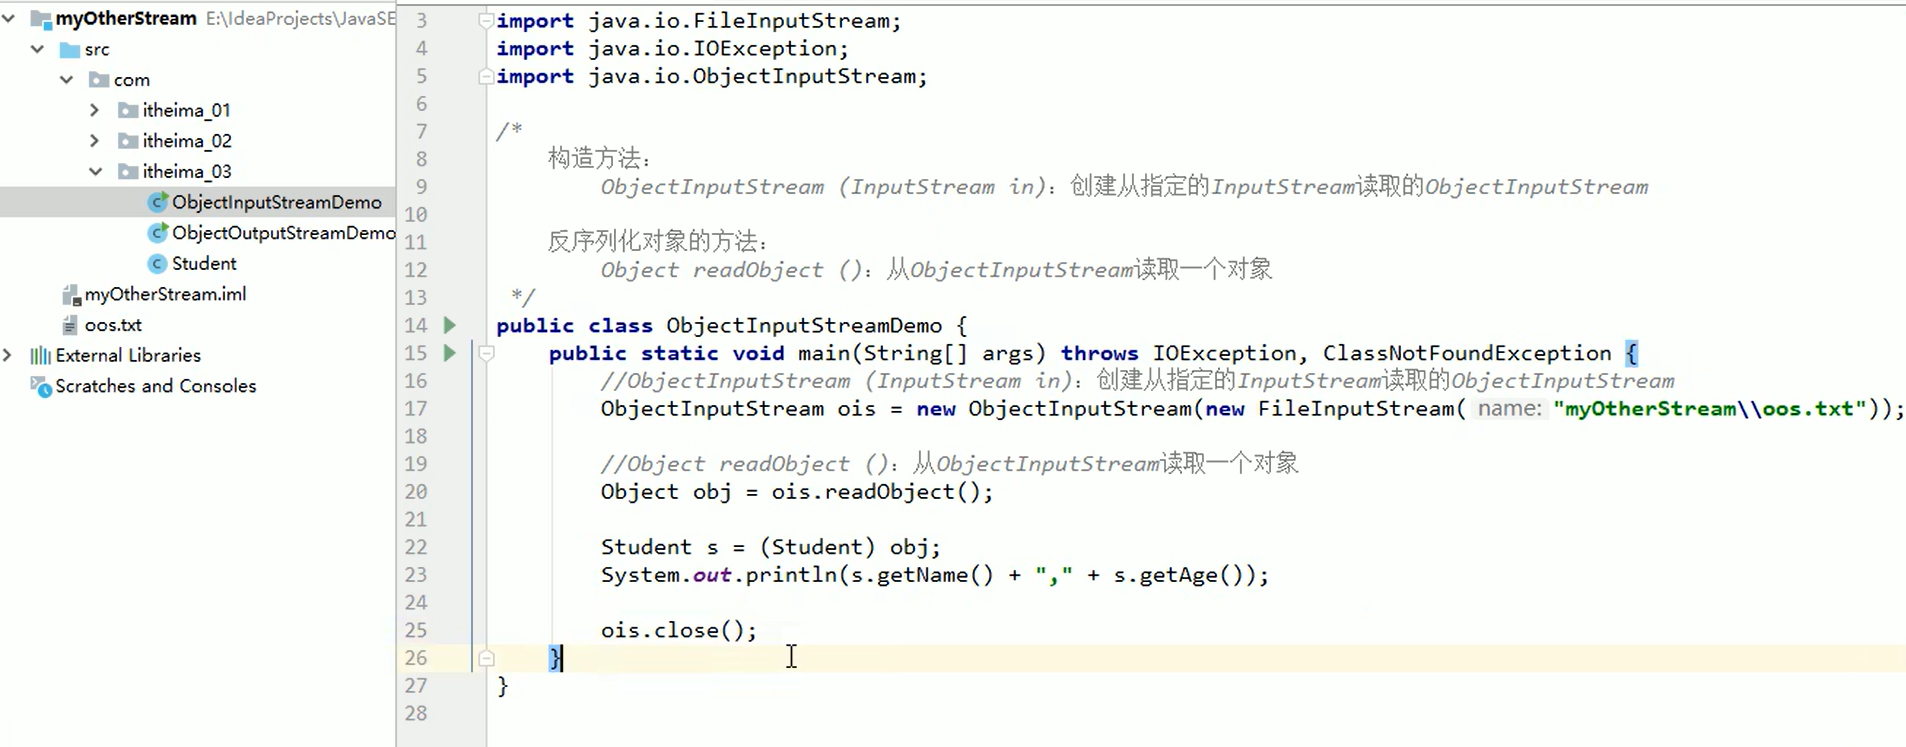 myOtherStream E:\IdeaProjects\JavaSE
src
com
itheima_01
itheima_02
itheima_03
ObjectInputStreamDemo
ObjectOutputStreamDemo
Student
myOtherStream.iml
oos.txt
External Libraries
Scratches and Consoles
3 import java.io.FileInputStream;
4 import java.io.IOException;
5 import java.io.ObjectInputStream;
6
7 /*
8 构造方法：
9 ObjectInputStream (InputStream in)：创建从指定的InputStream读取的ObjectInputStream
10
11 反序列化对象的方法：
12 Object readObject ()：从ObjectInputStream读取一个对象
13 */
14 public class ObjectInputStreamDemo {
15 public static void main(String[] args) throws IOException, ClassNotFoundException {
16 //ObjectInputStream (InputStream in)：创建从指定的InputStream读取的ObjectInputStream
17 ObjectInputStream ois = new ObjectInputStream(new FileInputStream( name: "myOtherStream\\oos.txt"));
18
19 //Object readObject ()：从ObjectInputStream读取一个对象
20 Object obj = ois.readObject();
21
22 Student s = (Student) obj;
23 System.out.println(s.getName() + "," + s.getAge());
24
25 ois.close();
26 }
27 }
28